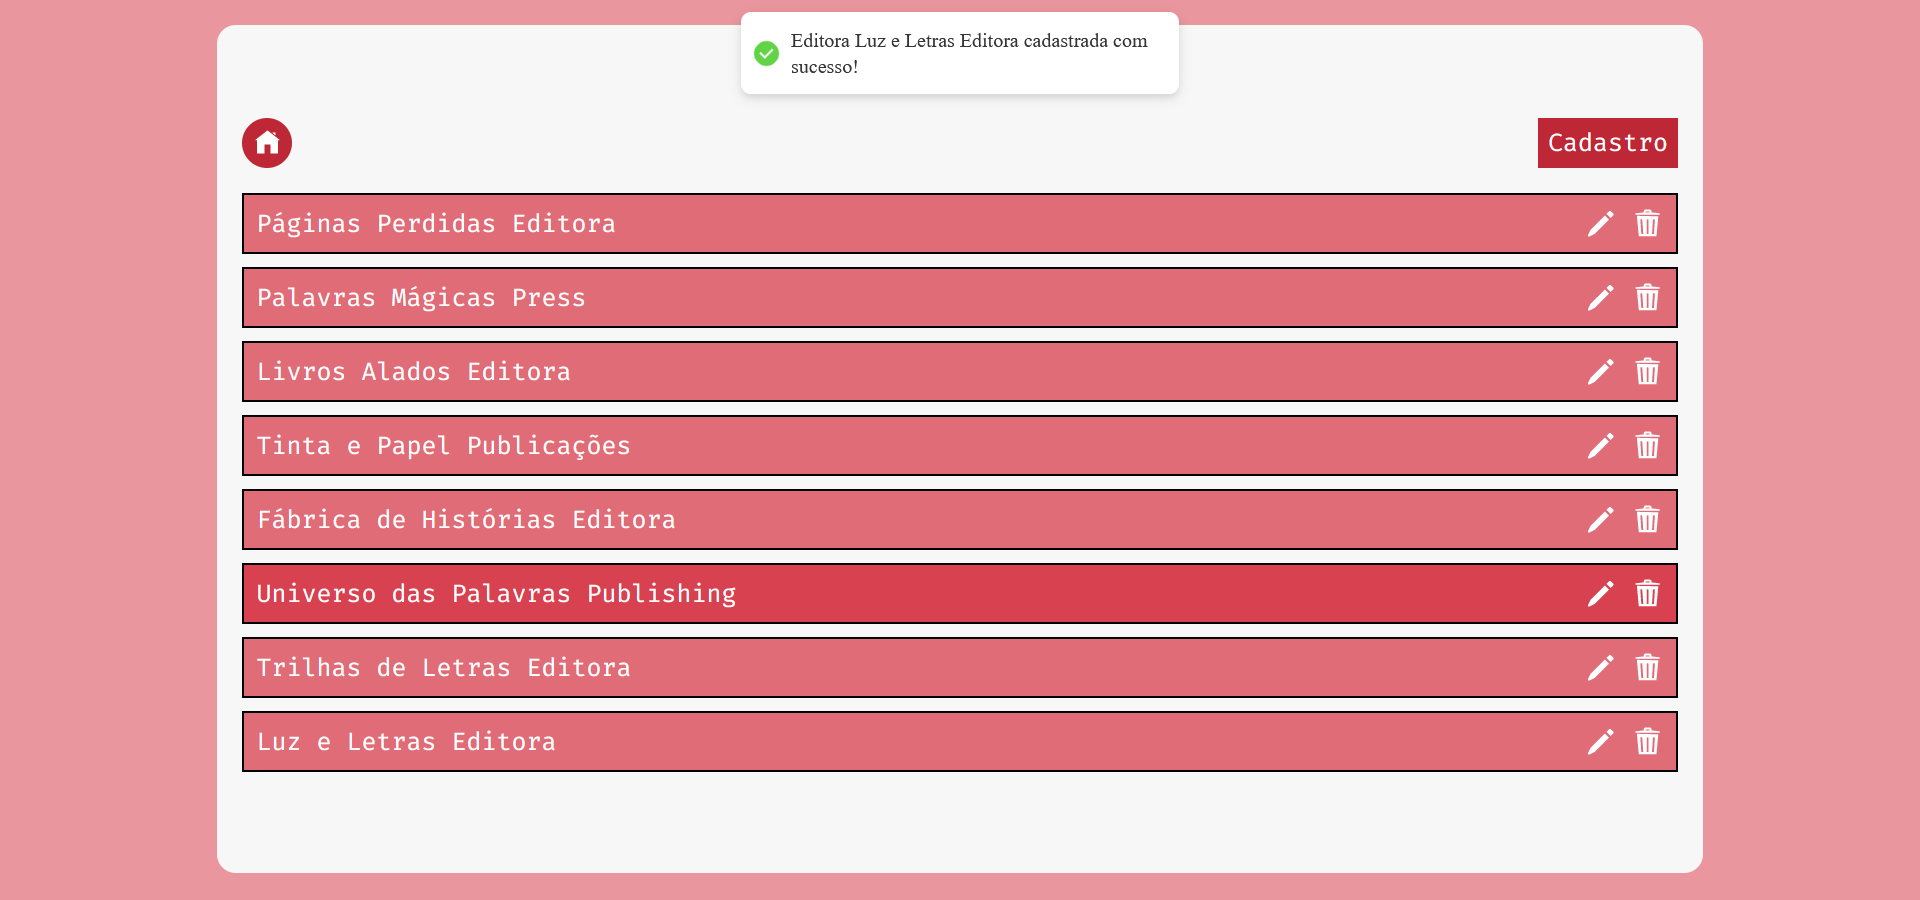 Editora Luz e Letras Editora cadastrada com
sucesso!
Cadastro
Páginas Perdidas Editora
Palavras Mágicas Press
Livros Alados Editora
Tinta e Papel Publicações
Fábrica de Histórias Editora
Universo das Palavras Publishing
Trilhas de Letras Editora
Luz e Letras Editora